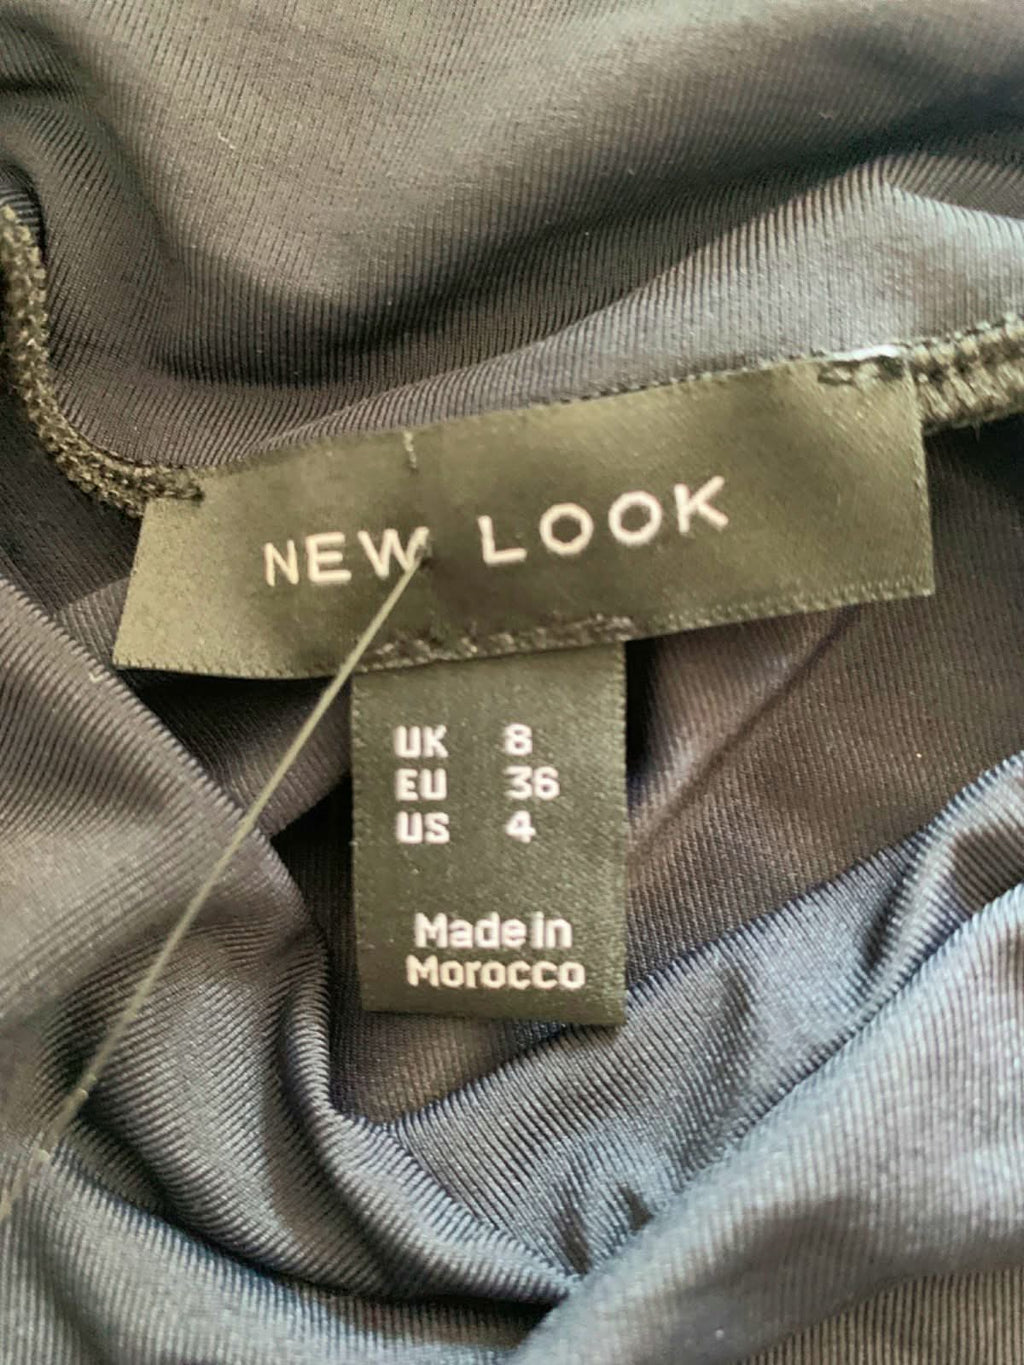 NEW LOOK
UK 8
EU 36
US 4
Made in
Morocco